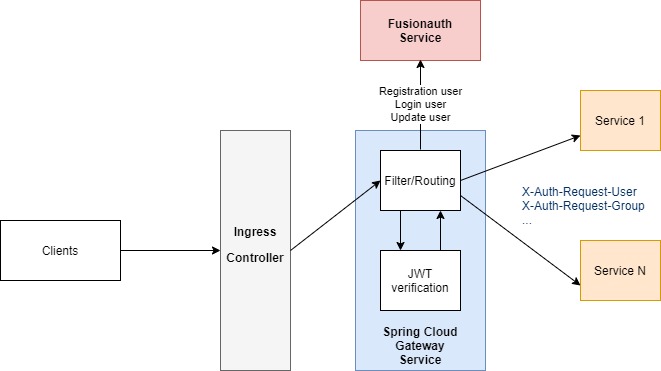 Fusionauth
Service
Registration user
Login user
Update user
Service 1
Filter/Routing
X-Auth-Request-User
X-Auth-Request-Group
...
Ingress
Controller
Clients
JWT
verification
Service N
Spring Cloud
Gateway
Service